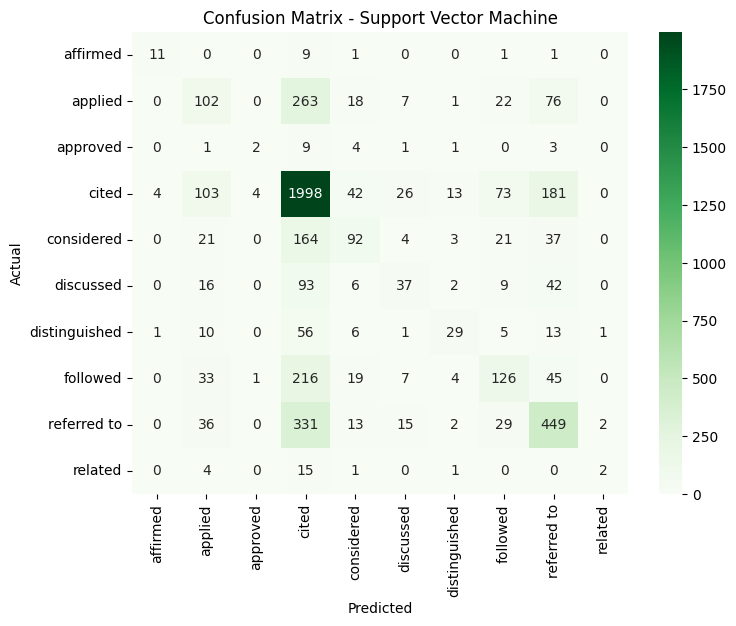 Confusion Matrix - Support Vector Machine
Actual
affirmed 11 0 0 9 1 0 0 1 1 0
applied 0 102 0 263 18 7 1 22 76 0
approved 0 1 2 9 4 1 1 0 3 0
cited 4 103 4 1998 42 26 13 73 181 0
considered 0 21 0 164 92 4 3 21 37 0
discussed 0 16 0 93 6 37 2 9 42 0
distinguished 1 10 0 56 6 1 29 5 13 1
followed 0 33 1 216 19 7 4 126 45 0
referred to 0 36 0 331 13 15 2 29 449 2
related 0 4 0 15 1 0 1 0 0 2
affirmed applied approved cited considered discussed distinguished followed referred to related
Predicted
1750
1500
1250
1000
750
500
250
0